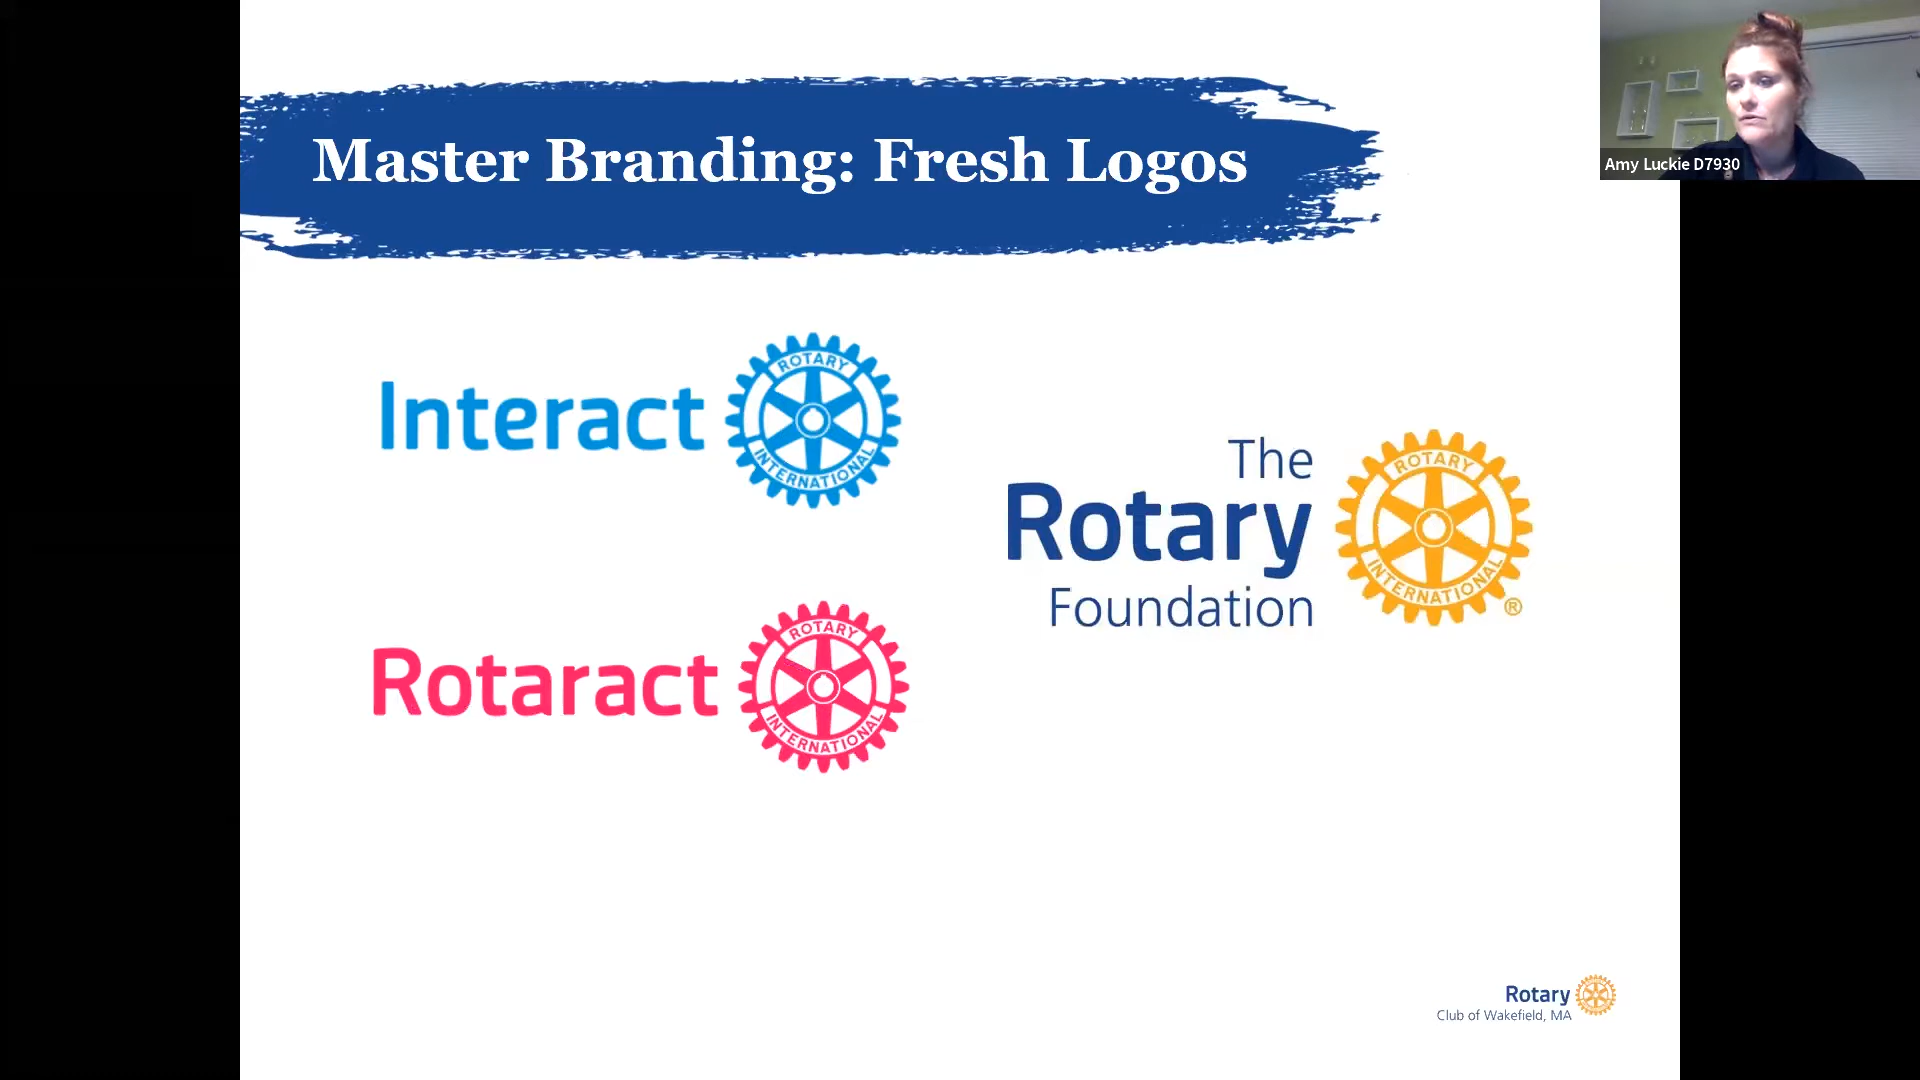 Master Branding: Fresh Logos
Amy Luckie D7930
Interact
ROTARY
INTERNATIONAL
The
Rotary
Foundation
ROTARY
INTERNATIONAL
®
Rotaract
ROTARY
INTERNATIONAL
Rotary
Club of Wakefield, MA